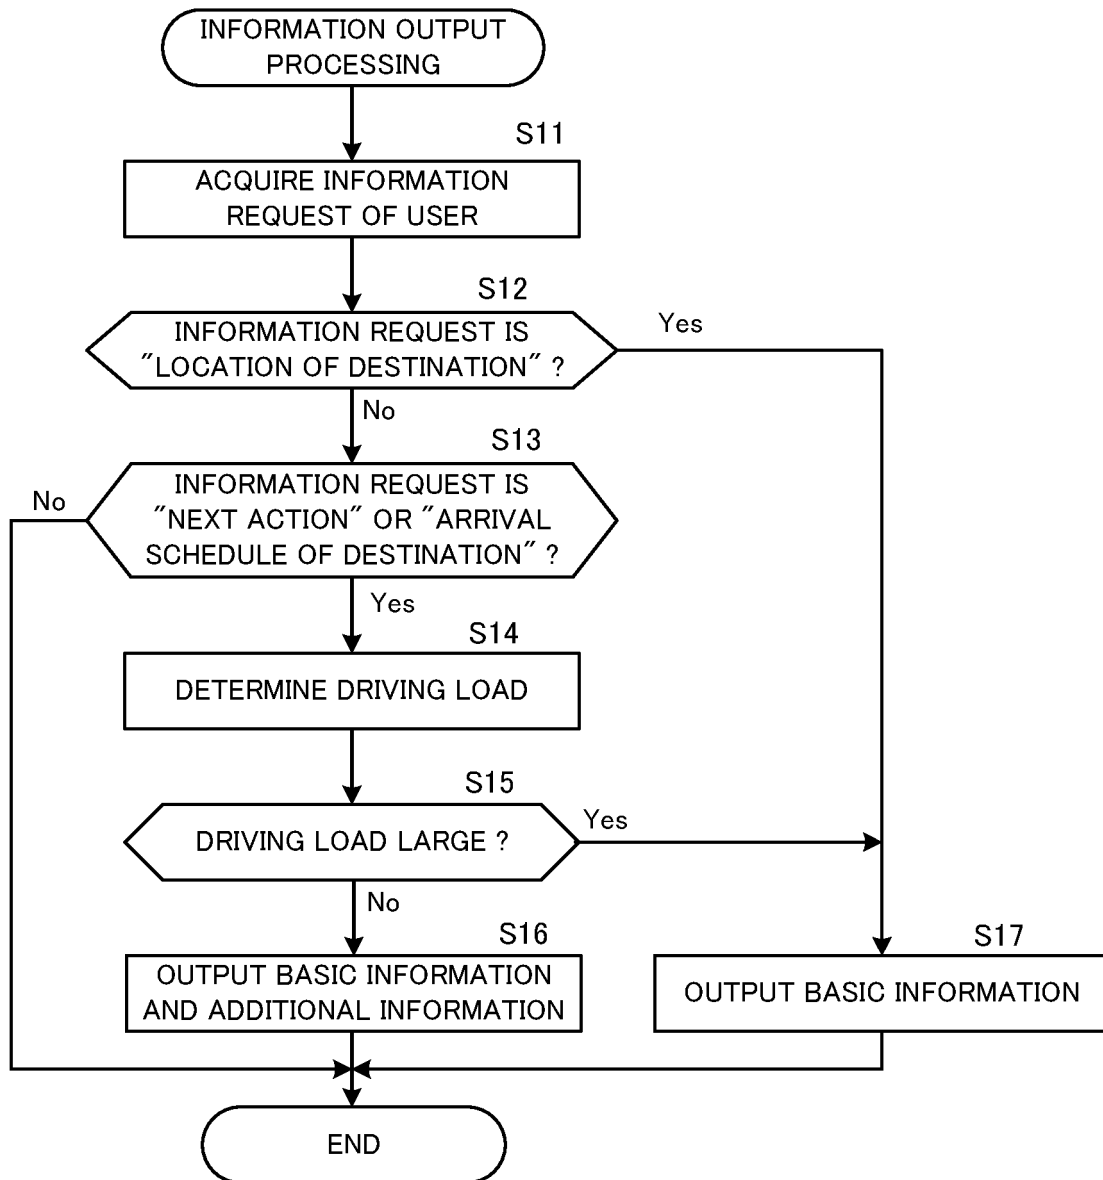 INFORMATION OUTPUT
PROCESSING
S11
ACQUIRE INFORMATION
REQUEST OF USER
S12
INFORMATION REQUEST IS
"LOCATION OF DESTINATION" ?
Yes
No
S13
INFORMATION REQUEST IS
"NEXT ACTION" OR "ARRIVAL
SCHEDULE OF DESTINATION" ?
No
Yes
S14
DETERMINE DRIVING LOAD
S15
DRIVING LOAD LARGE ?
Yes
No
S16
OUTPUT BASIC INFORMATION
AND ADDITIONAL INFORMATION
S17
OUTPUT BASIC INFORMATION
END